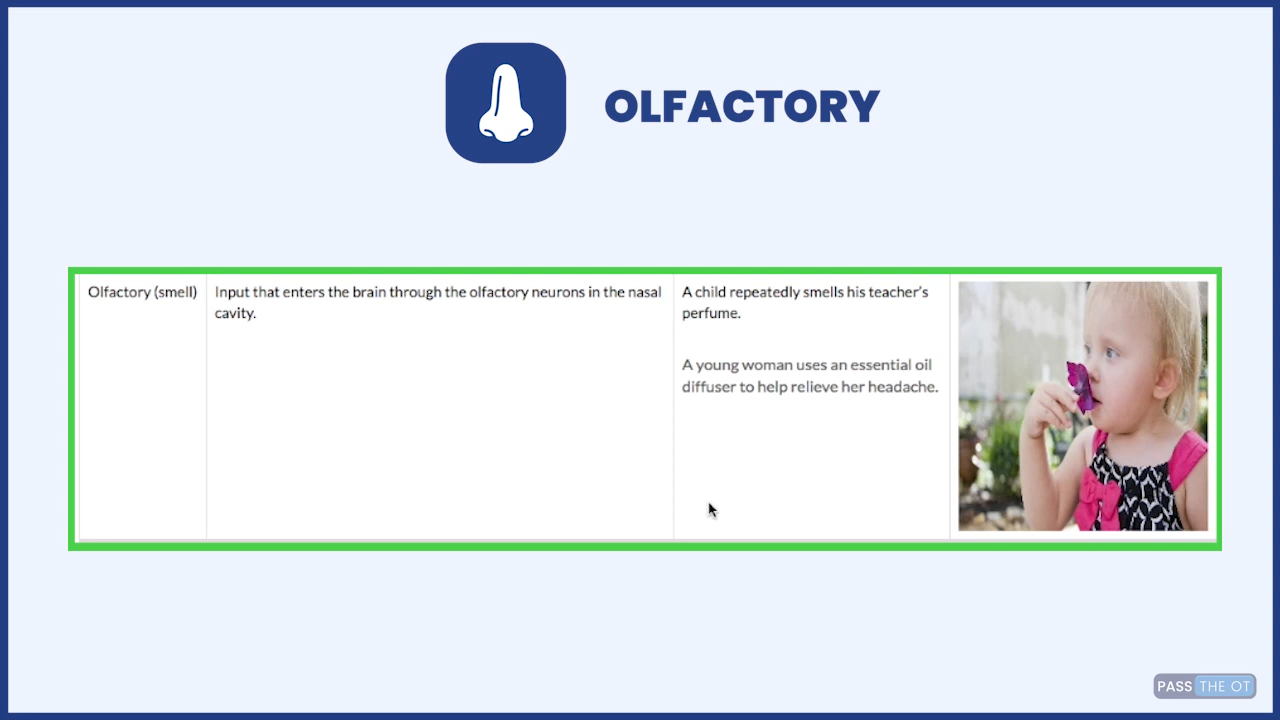 OLFACTORY
Olfactory (smell)
Input that enters the brain through the olfactory neurons in the nasal
cavity.
A child repeatedly smells his teacher's
perfume.
A young woman uses an essential oil
diffuser to help relieve her headache.
PASS THE OT